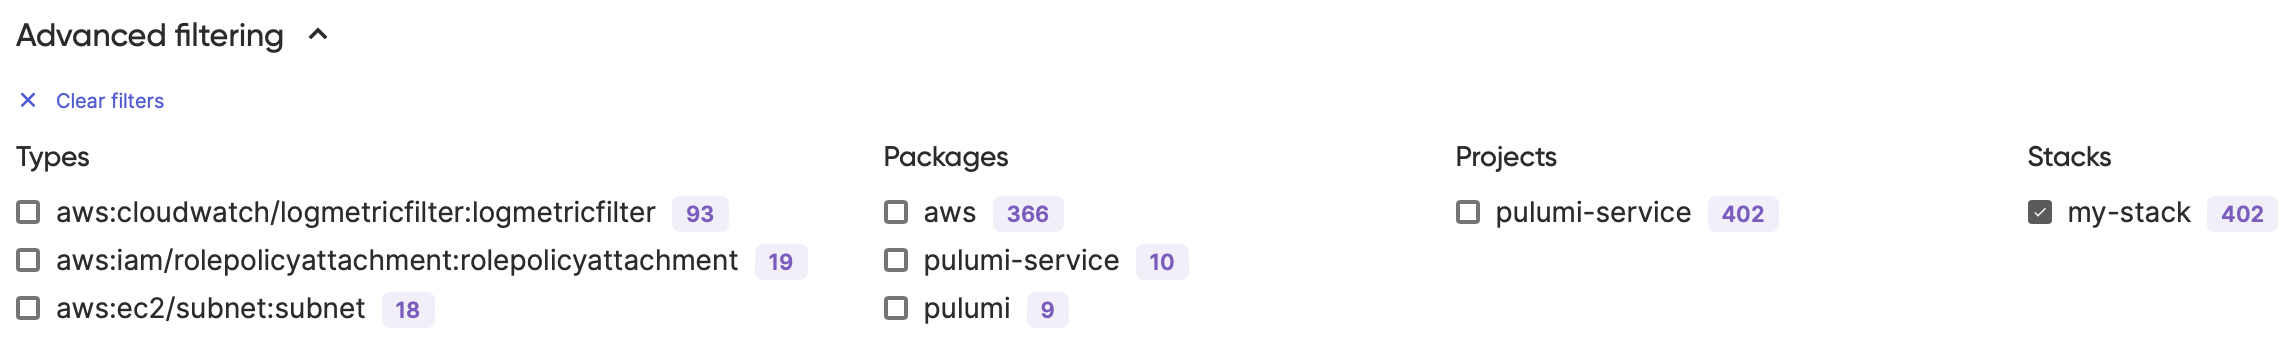 Advanced filtering
Clear filters
Types
aws:cloudwatch/logmetricfilter:logmetricfilter 93
aws:iam/rolepolicyattachment:rolepolicyattachment 19
aws:ec2/subnet:subnet 18
Packages
aws 366
pulumi-service 10
pulumi 9
Projects
pulumi-service 402
Stacks
my-stack 402